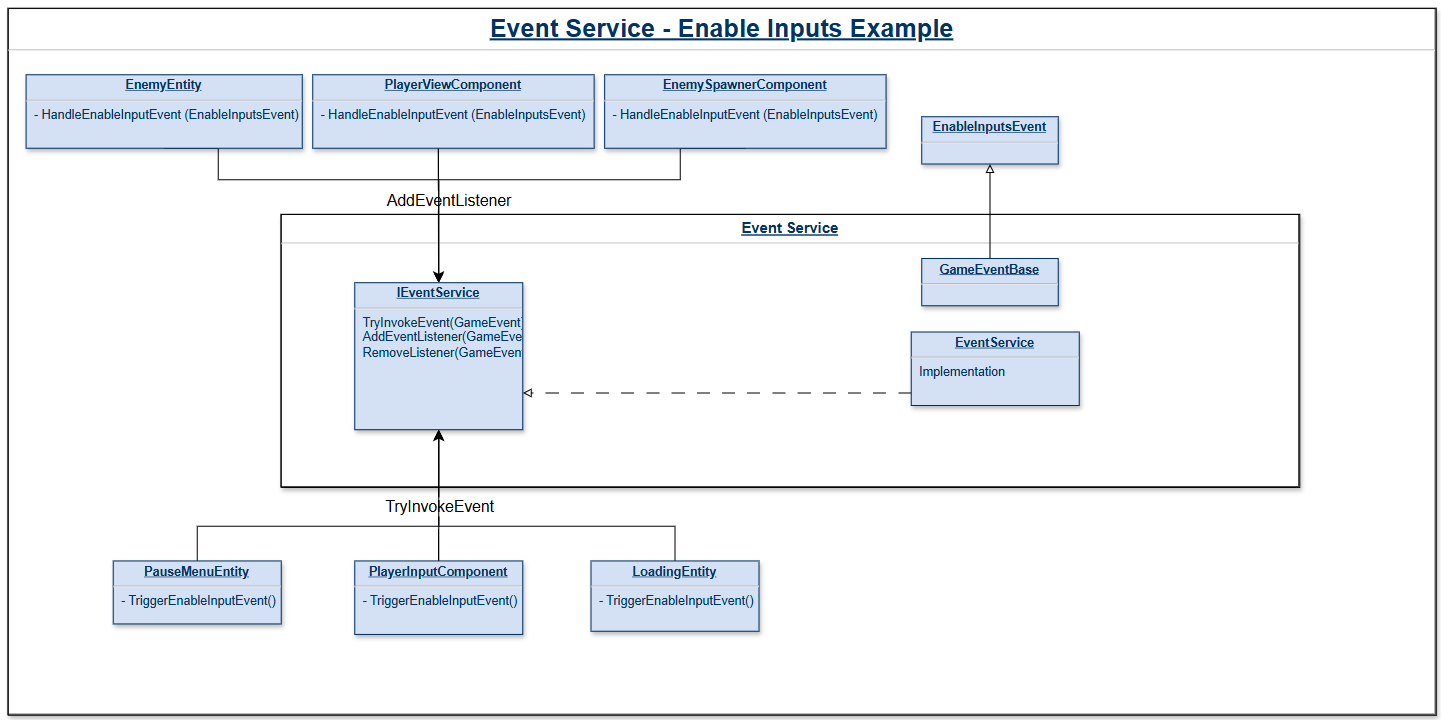 Event Service - Enable Inputs Example
EnemyEntity
- HandleEnableInputEvent (EnableInputsEvent)
PlayerViewComponent
- HandleEnableInputEvent (EnableInputsEvent)
EnemySpawnerComponent
- HandleEnableInputEvent (EnableInputsEvent)
EnableInputsEvent
AddEventListener
Event Service
GameEventBase
IEventService
TryInvokeEvent(GameEvent)
AddEventListener(GameEve
RemoveListener(GameEven
EventService
Implementation
TryInvokeEvent
PauseMenuEntity
- TriggerEnableInputEvent()
PlayerInputComponent
- TriggerEnableInputEvent()
LoadingEntity
- TriggerEnableInputEvent()